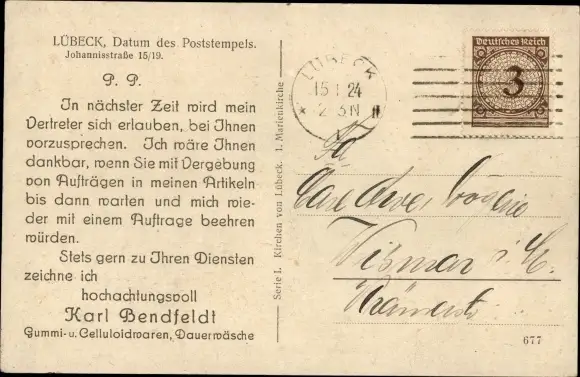 LÜBECK, Datum des Poststempels.
Johannisstraße 15/19.
P. P.
In nächster Zeit wird mein
Vertreter sich erlauben, bei Ihnen
vorzusprechen. Ich wäre Ihnen
dankbar, wenn Sie mit Vergebung
von Aufträgen in meinen Artikeln
bis dann warten und mich wie-
der mit einem Auftrage beehren
würden.
Stets gern zu Ihren Diensten
zeichne ich
hochachtungsvoll
Karl Bendfeldt
Gummi- u. Celluloidwaren, Dauerwäsche
Serie I. Kirchen von Lübeck. 1. Marienkirche
LÜBECK
15 1 24
2-3N
Deutsches Reich
3
Fa
Wismar i. M.
677